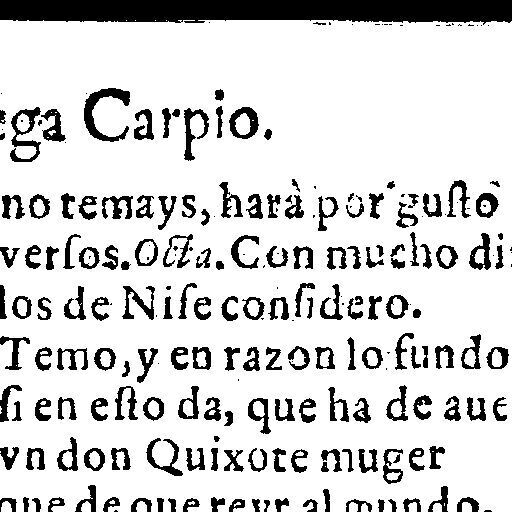 ega Carpio.
no temays, harà por gusto
versos. Octa. Con mucho di
los de Nise considero.
Temo, y en razon lo fundo
si en esto da, que ha de aue
vn don Quixote muger
que de que reyr al mundo.